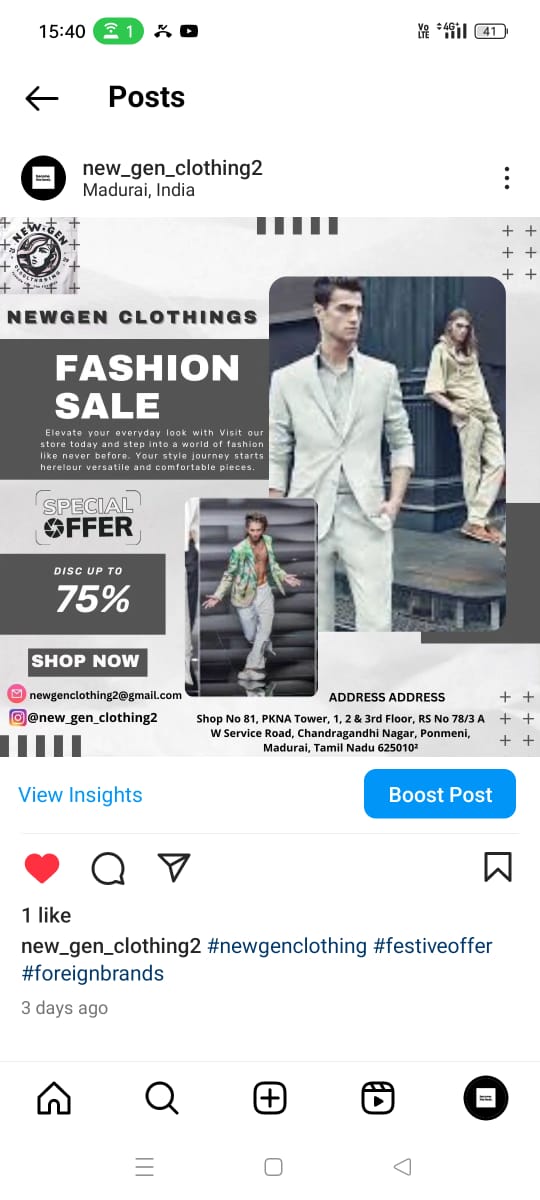 15:40
1
Vo
LTE
4G+
41
Posts
new_gen_clothing2
Madurai, India
NEW-GEN
NEWGEN CLOTHINGS
FASHION
SALE
Elevate your everyday look with Visit our
store today and step into a world of fashion
like never before. Your style journey starts
herelour versatile and comfortable pieces.
SPECIAL
OFFER
DISC UP TO
75%
SHOP NOW
newgenclothing2@gmail.com
@new_gen_clothing2
ADDRESS ADDRESS
Shop No 81, PKNA Tower, 1, 2 & 3rd Floor, RS No 78/3 A
W Service Road, Chandragandhi Nagar, Ponmeni,
Madurai, Tamil Nadu 625010²
View Insights
Boost Post
1 like
new_gen_clothing2 #newgenclothing #festiveoffer
#foreignbrands
3 days ago